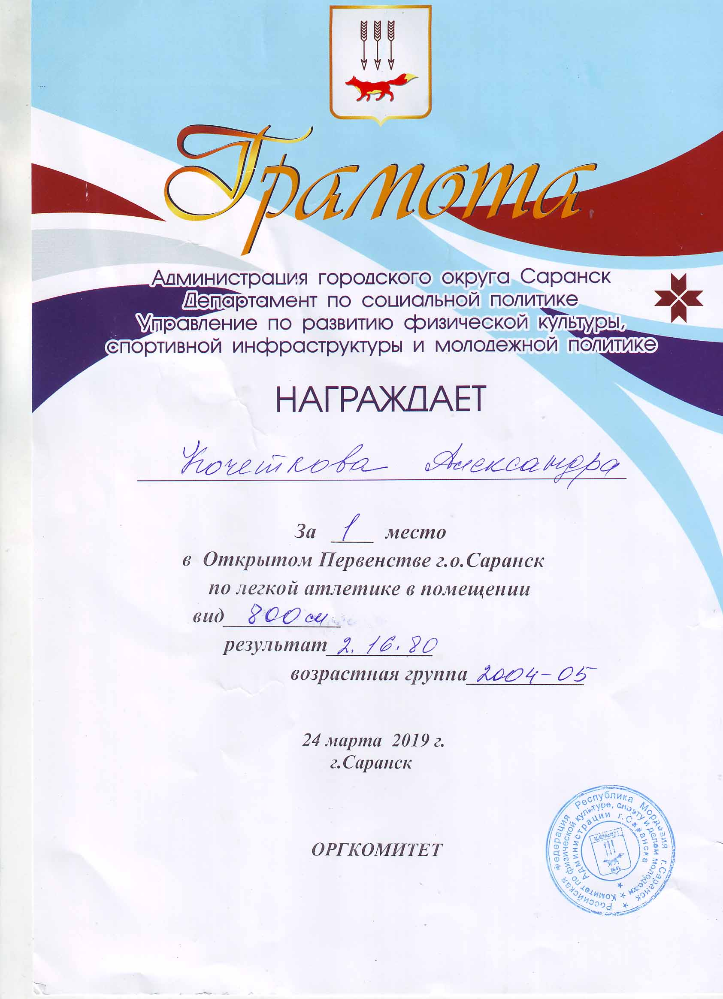 Грамота
Администрация городского округа Саранск
Департамент по социальной политике
Управление по развитию физической культуры,
спортивной инфраструктуры и молодежной политике
НАГРАЖДАЕТ
Кочеткова Александра
За 1 место
в Открытом Первенстве г.о.Саранск
по легкой атлетике в помещении
вид 800 м
результат 2.16.80
возрастная группа 2004-05
24 марта 2019 г.
г.Саранск
ОРГКОМИТЕТ
Российская Федерация Республика Мордовия г.Саранск
Комитет по физической культуре, спорту и делам молодежи
Администрации г.Саранска
1641